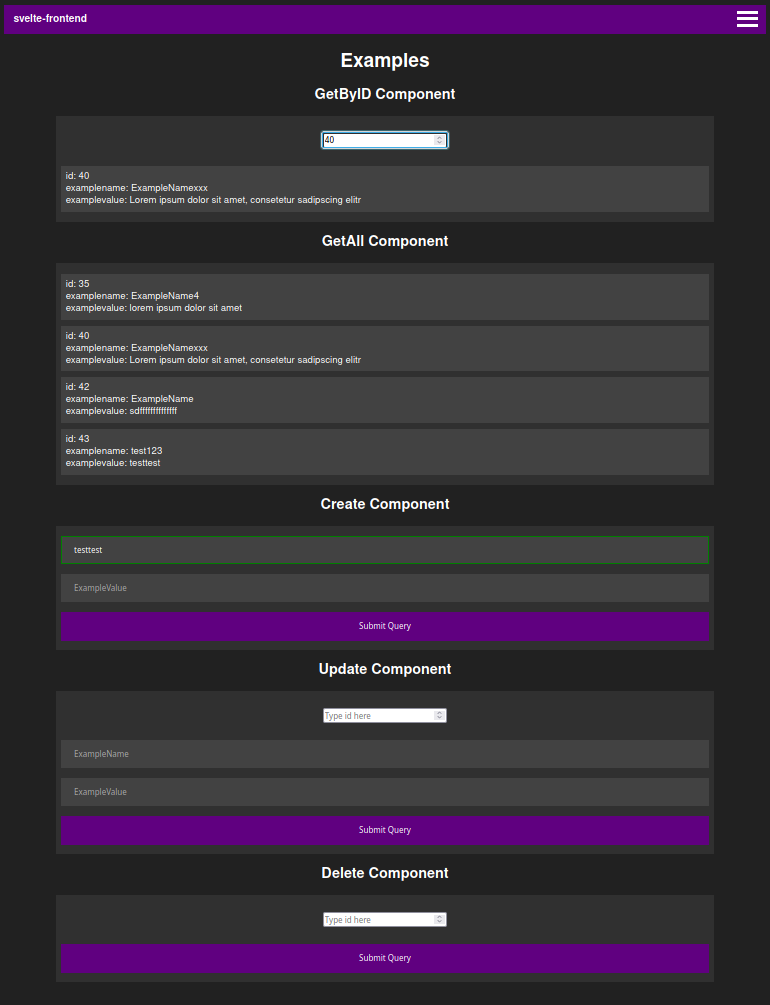 svelte-frontend
Examples
GetByID Component
40
id: 40
examplename: ExampleNamexxx
examplevalue: Lorem ipsum dolor sit amet, consetetur sadipscing elitr
GetAll Component
id: 35
examplename: ExampleName4
examplevalue: lorem ipsum dolor sit amet
id: 40
examplename: ExampleNamexxx
examplevalue: Lorem ipsum dolor sit amet, consetetur sadipscing elitr
id: 42
examplename: ExampleName
id: 43
examplename: test123
examplevalue: testtest
Create Component
testtest
ExampleValue
Submit Query
Update Component
Type id here
ExampleName
ExampleValue
Submit Query
Delete Component
Type id here
Submit Query